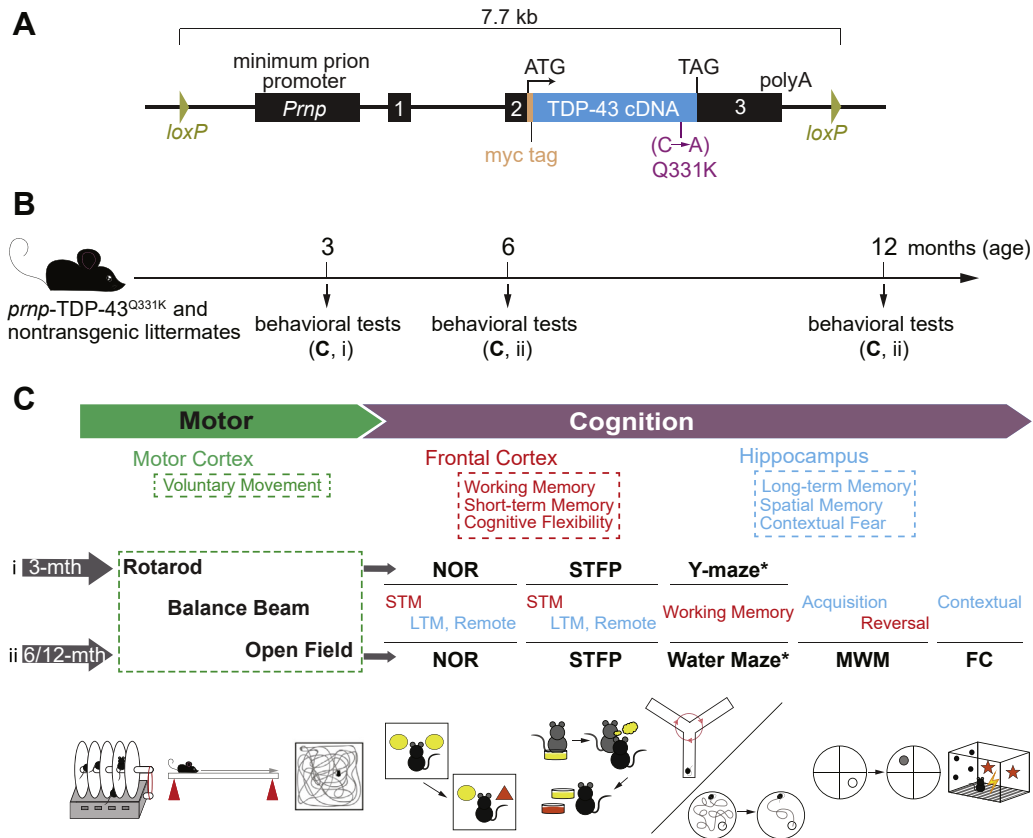 A
7.7 kb
minimum prion
promoter
ATG
TAG
polyA
Prnp
1
2
TDP-43 cDNA
3
loxP
myc tag
(C→A)
Q331K
loxP
B
3
6
12 months (age)
prnp-TDP-43Q331K and
nontransgenic littermates
behavioral tests
(C, i)
behavioral tests
(C, ii)
behavioral tests
(C, ii)
C
Motor
Cognition
Motor Cortex
Voluntary Movement
Frontal Cortex
Working Memory
Short-term Memory
Cognitive Flexibility
Hippocampus
Long-term Memory
Spatial Memory
Contextual Fear
i 3-mth
Rotarod
Balance Beam
Open Field
NOR
STFP
Y-maze*
STM
LTM, Remote
STM
LTM, Remote
Working Memory
Acquisition
Reversal
Contextual
ii 6/12-mth
NOR
STFP
Water Maze*
MWM
FC